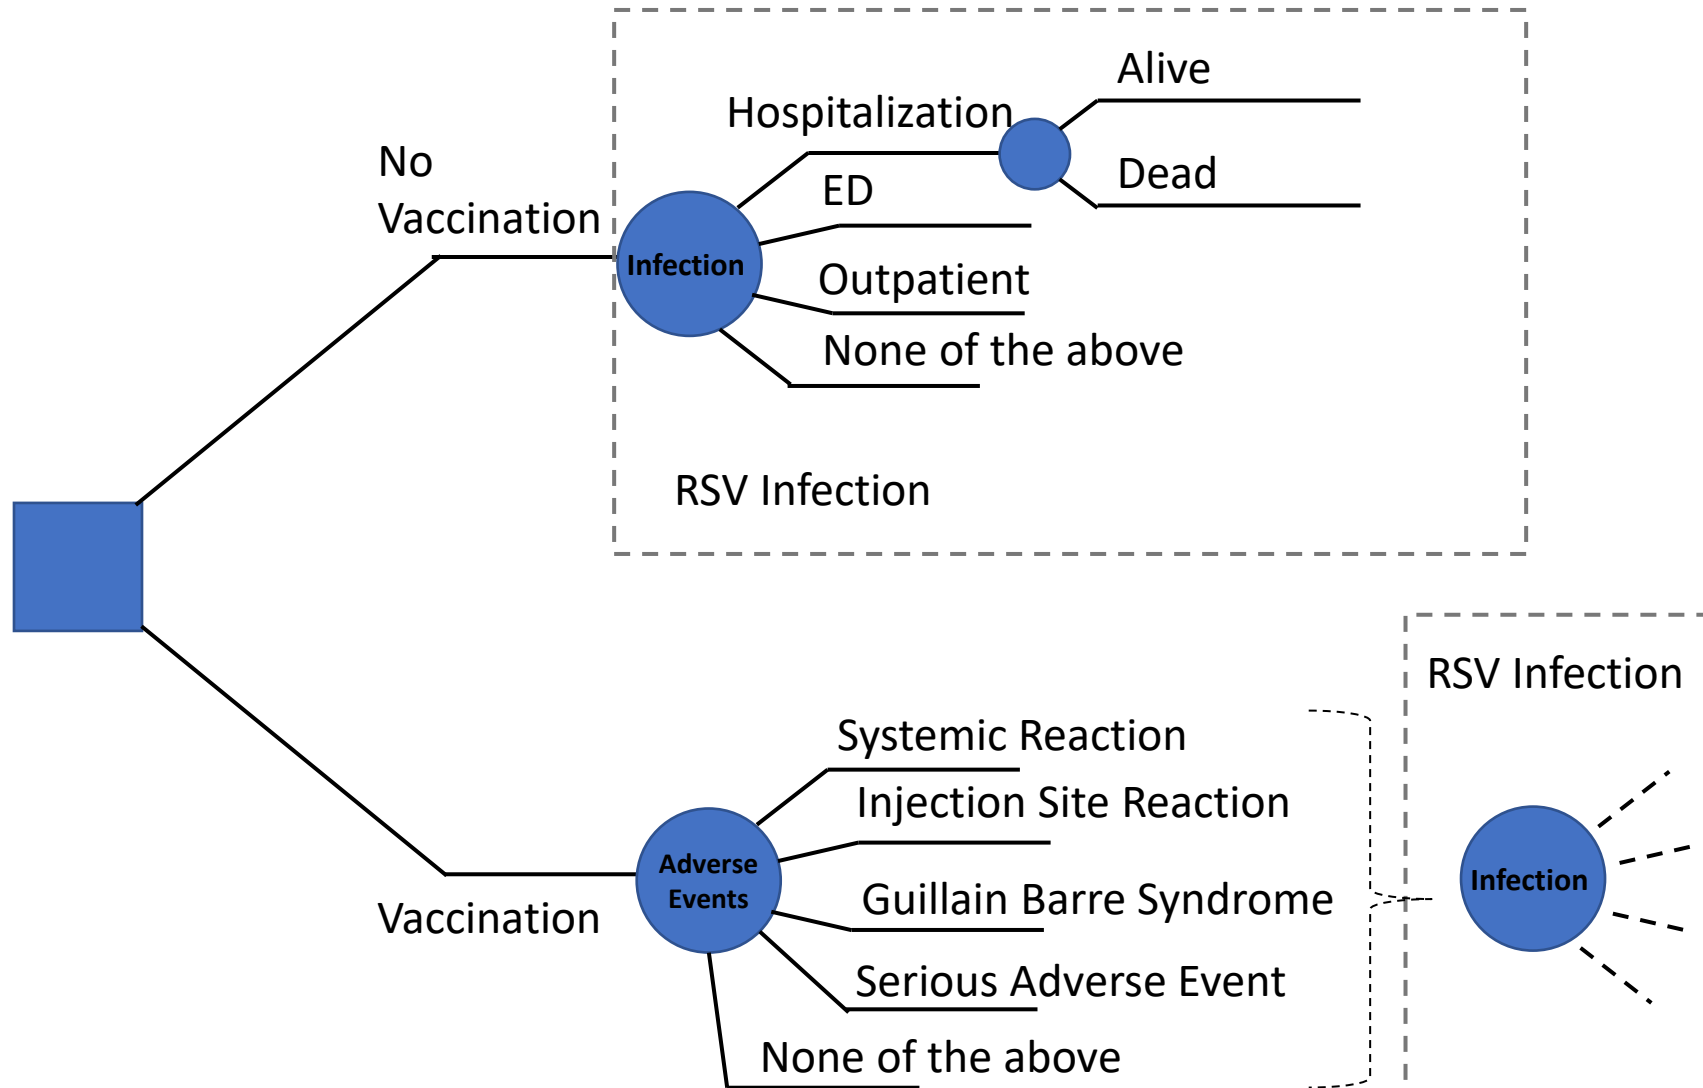 Alive
Hospitalization
Dead
No
Vaccination
ED
Infection
Outpatient
None of the above
RSV Infection
RSV Infection
Systemic Reaction
Injection Site Reaction
Adverse
Events
Infection
Guillain Barre Syndrome
Vaccination
Serious Adverse Event
None of the above